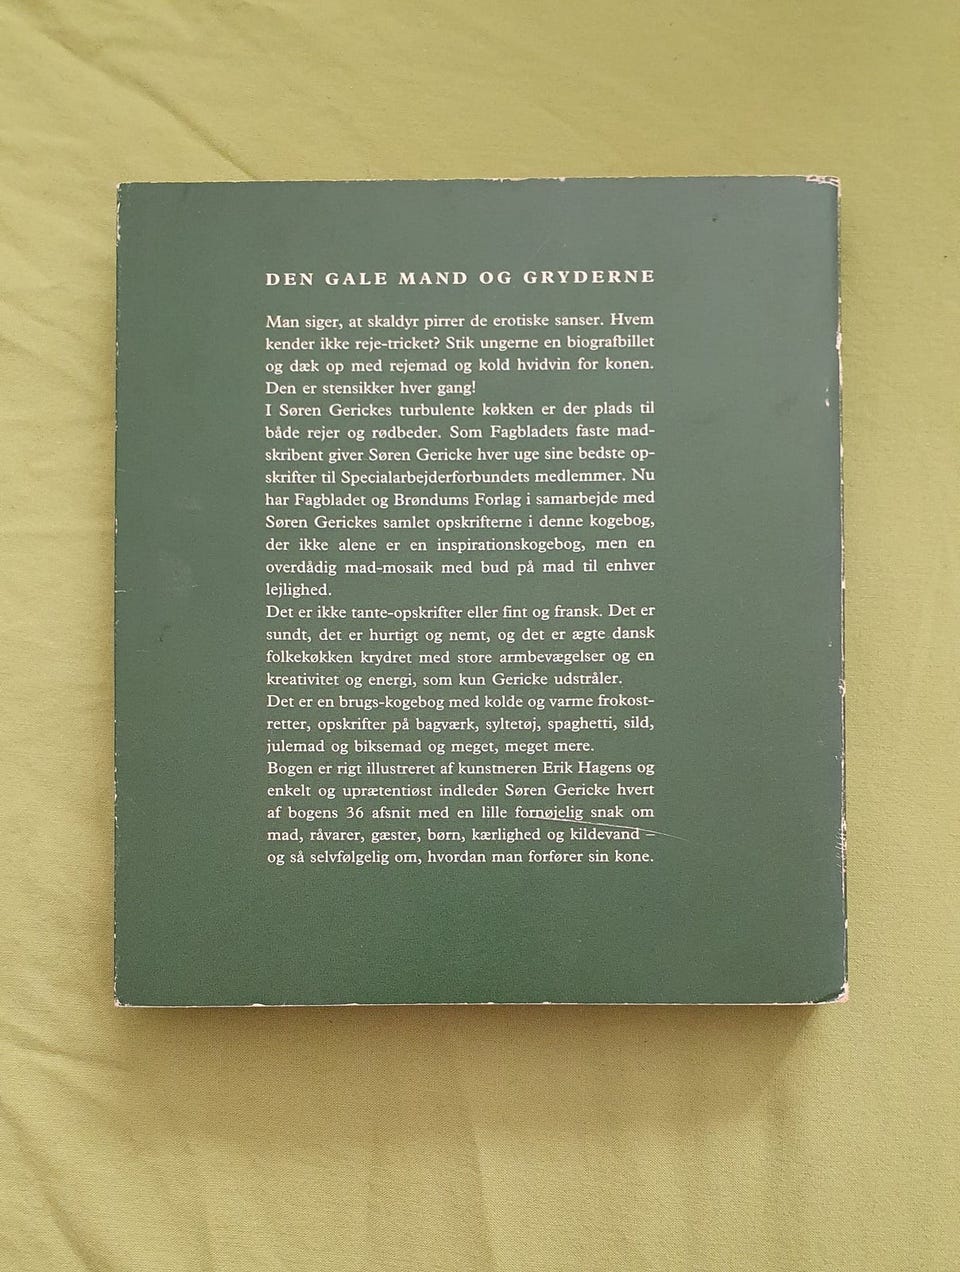 DEN GALE MAND OG GRYDERNE
Man siger, at skaldyr pirrer de erotiske sanser. Hvem
kender ikke reje-tricket? Stik ungerne en biografbillet
og dæk op med rejemad og kold hvidvin for konen.
Den er stensikker hver gang!
I Søren Gerickes turbulente køkken er der plads til
både rejer og rødbeder. Som Fagbladets faste mad-
skribent giver Søren Gericke hver uge sine bedste op-
skrifter til Specialarbejderforbundets medlemmer. Nu
har Fagbladet og Brøndums Forlag i samarbejde med
Søren Gerickes samlet opskrifterne i denne kogebog,
der ikke alene er en inspirationskogebog, men en
overdådig mad-mosaik med bud på mad til enhver
lejlighed.
Det er ikke tante-opskrifter eller fint og fransk. Det er
sundt, det er hurtigt og nemt, og det er ægte dansk
folkekøkken krydret med store armbevægelser og en
kreativitet og energi, som kun Gericke udstråler.
Det er en brugs-kogebog med kolde og varme frokost-
retter, opskrifter på bagværk, syltetøj, spaghetti, sild,
julemad og biksemad og meget, meget mere.
Bogen er rigt illustreret af kunstneren Erik Hagens og
enkelt og uprætentiøst indleder Søren Gericke hvert
af bogens 36 afsnit med en lille fornøjelig snak om
mad, råvarer, gæster, børn, kærlighed og kildevand –
og så selvfølgelig om, hvordan man forfører sin kone.